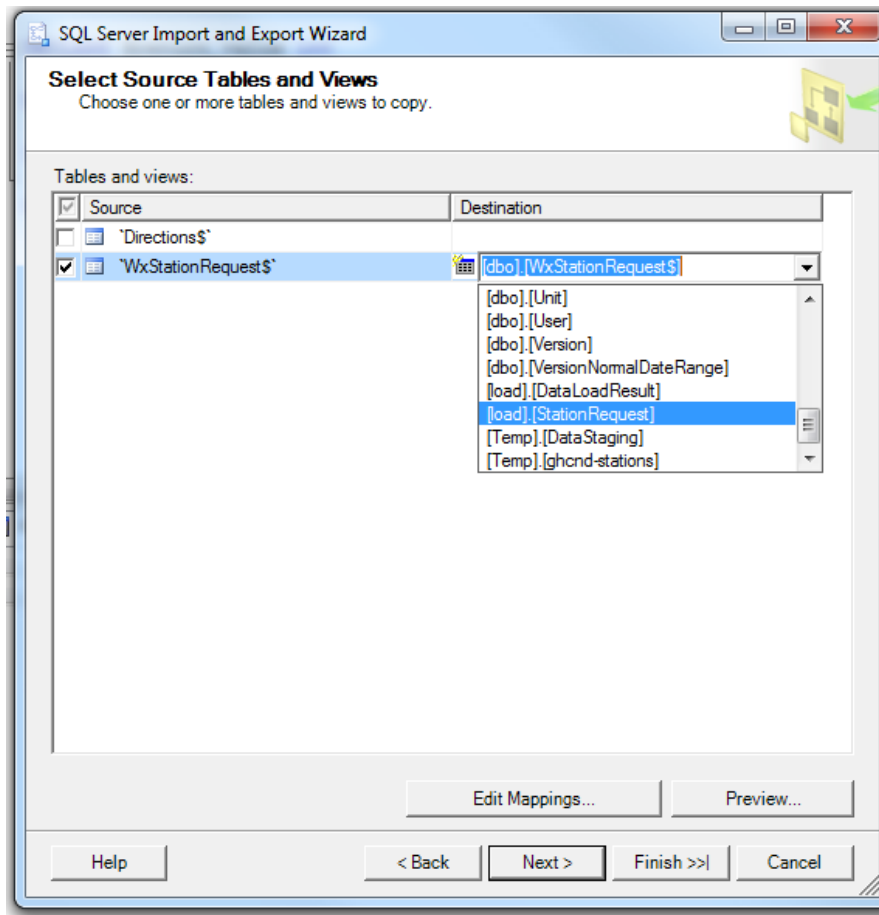 SQL Server Import and Export Wizard
Select Source Tables and Views
Choose one or more tables and views to copy.
Tables and views:
Source Destination
`Directions$`
`WxStationRequest$` [dbo].[WxStationRequest$]
[dbo].[Unit]
[dbo].[User]
[dbo].[Version]
[dbo].[VersionNormalDateRange]
[load].[DataLoadResult]
[load].[StationRequest]
[Temp].[DataStaging]
[Temp].[ghcnd-stations]
Edit Mappings... Preview...
Help < Back Next > Finish >>| Cancel